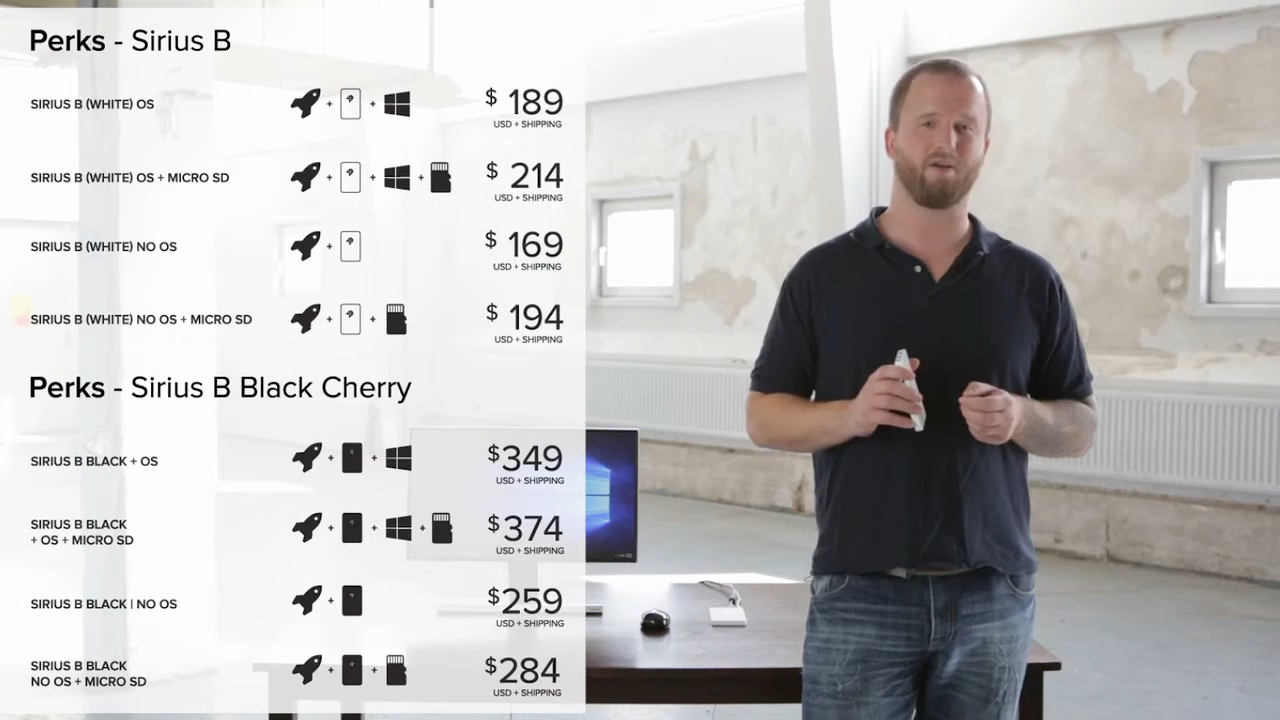 Perks - Sirius B
SIRIUS B (WHITE) OS + + $ 189
USD + SHIPPING
SIRIUS B (WHITE) OS + MICRO SD + + + $ 214
USD + SHIPPING
SIRIUS B (WHITE) NO OS + $ 169
USD + SHIPPING
SIRIUS B (WHITE) NO OS + MICRO SD + + $ 194
USD + SHIPPING
Perks - Sirius B Black Cherry
SIRIUS B BLACK + OS + + $349
USD + SHIPPING
SIRIUS B BLACK
+ OS + MICRO SD + + + $374
USD + SHIPPING
SIRIUS B BLACK | NO OS + $259
USD + SHIPPING
SIRIUS B BLACK
NO OS + MICRO SD + + $284
USD + SHIPPING